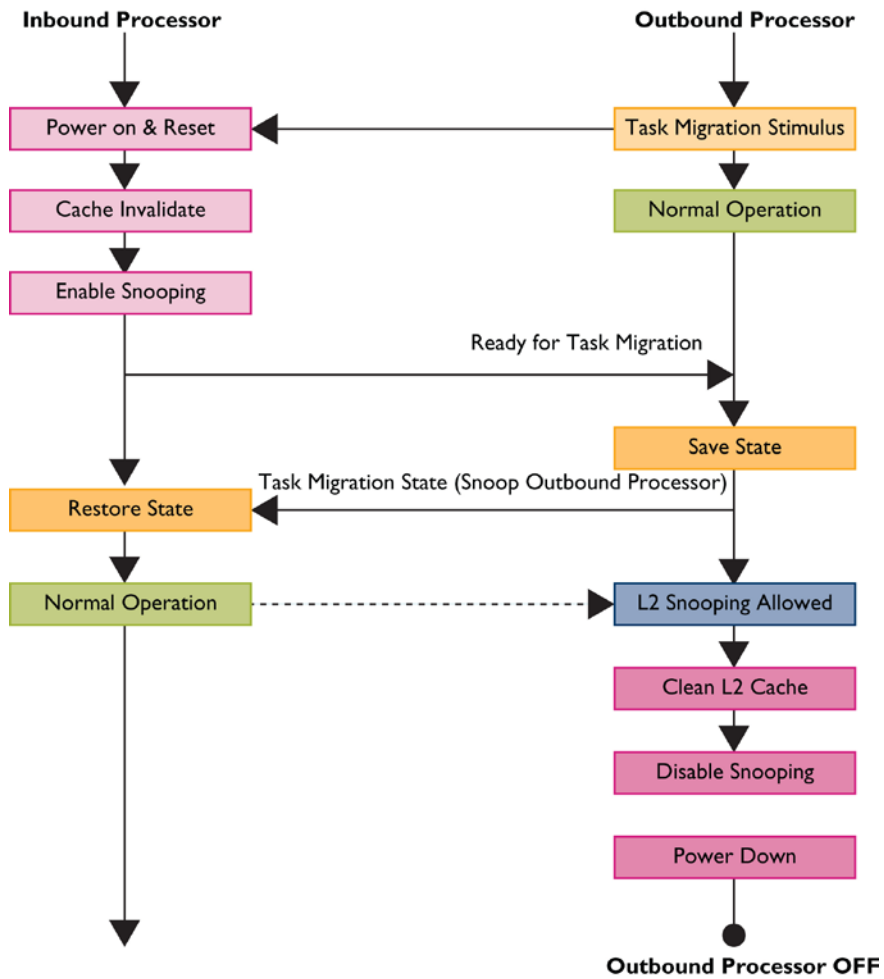 Inbound Processor
Outbound Processor
Power on & Reset
Task Migration Stimulus
Cache Invalidate
Normal Operation
Enable Snooping
Ready for Task Migration
Save State
Task Migration State (Snoop Outbound Processor)
Restore State
Normal Operation
L2 Snooping Allowed
Clean L2 Cache
Disable Snooping
Power Down
Outbound Processor OFF